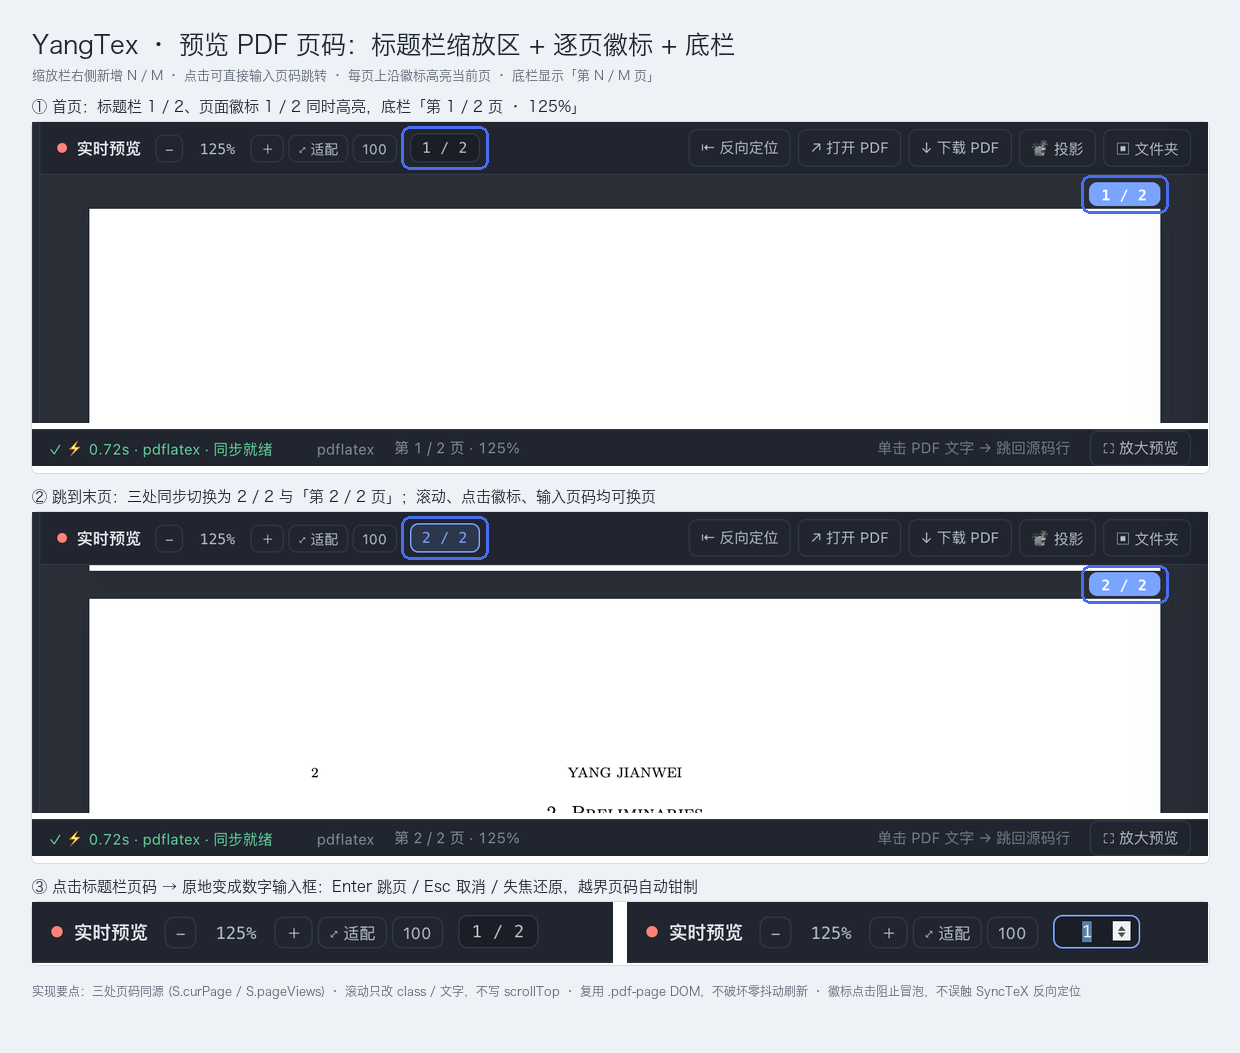 YangTex · 预览 PDF 页码：标题栏缩放区 + 逐页徽标 + 底栏
缩放栏右侧新增 N / M · 点击可直接输入页码跳转 · 每页上沿徽标高亮当前页 · 底栏显示「第 N / M 页」
① 首页：标题栏 1 / 2、页面徽标 1 / 2 同时高亮，底栏「第 1 / 2 页 · 125%」
实时预览 − 125% + ⤢ 适配 100 1 / 2 ⇤ 反向定位 ↗ 打开 PDF ↓ 下载 PDF 📽 投影 ▣ 文件夹
1 / 2
✓ ⚡ 0.72s · pdflatex · 同步就绪 pdflatex 第 1 / 2 页 · 125% 单击 PDF 文字 → 跳回源码行 ⛶ 放大预览
② 跳到末页：三处同步切换为 2 / 2 与「第 2 / 2 页」；滚动、点击徽标、输入页码均可换页
实时预览 − 125% + ⤢ 适配 100 2 / 2 ⇤ 反向定位 ↗ 打开 PDF ↓ 下载 PDF 📽 投影 ▣ 文件夹
2 / 2
2 YANG JIANWEI
2. Preliminaries
✓ ⚡ 0.72s · pdflatex · 同步就绪 pdflatex 第 2 / 2 页 · 125% 单击 PDF 文字 → 跳回源码行 ⛶ 放大预览
③ 点击标题栏页码 → 原地变成数字输入框：Enter 跳页 / Esc 取消 / 失焦还原，越界页码自动钳制
实时预览 − 125% + ⤢ 适配 100 1 / 2
实时预览 − 125% + ⤢ 适配 100 1
实现要点：三处页码同源 (S.curPage / S.pageViews) · 滚动只改 class / 文字，不写 scrollTop · 复用 .pdf-page DOM，不破坏零抖动刷新 · 徽标点击阻止冒泡，不误触 SyncTeX 反向定位